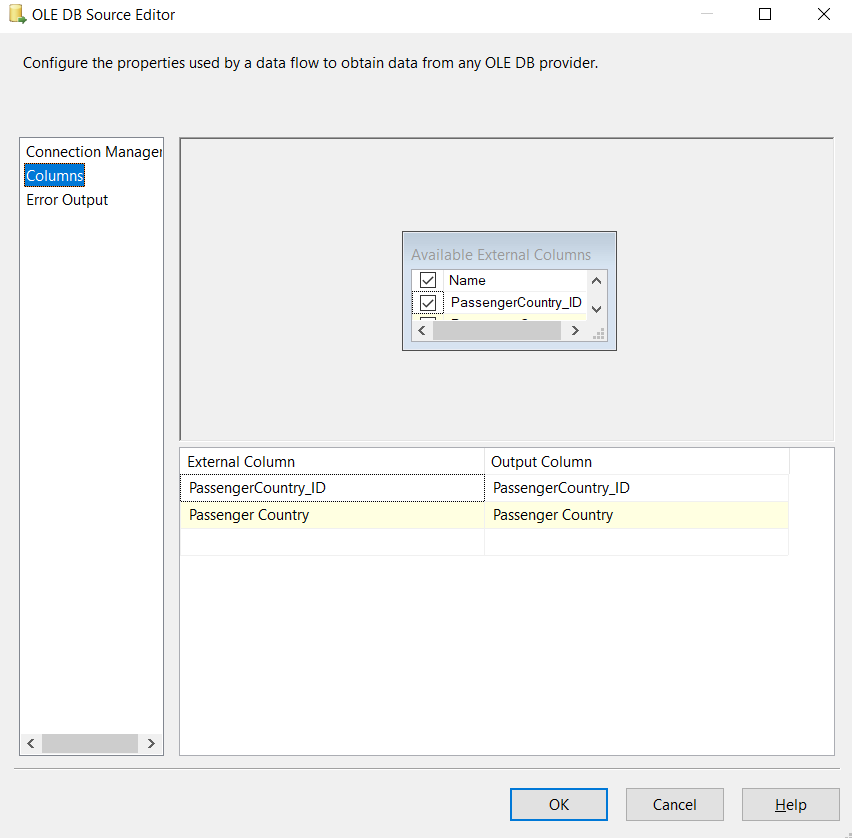 OLE DB Source Editor
Configure the properties used by a data flow to obtain data from any OLE DB provider.
Connection Manager
Columns
Error Output
Available External Columns
Name
PassengerCountry_ID
External Column Output Column
PassengerCountry_ID PassengerCountry_ID
Passenger Country Passenger Country
OK Cancel Help